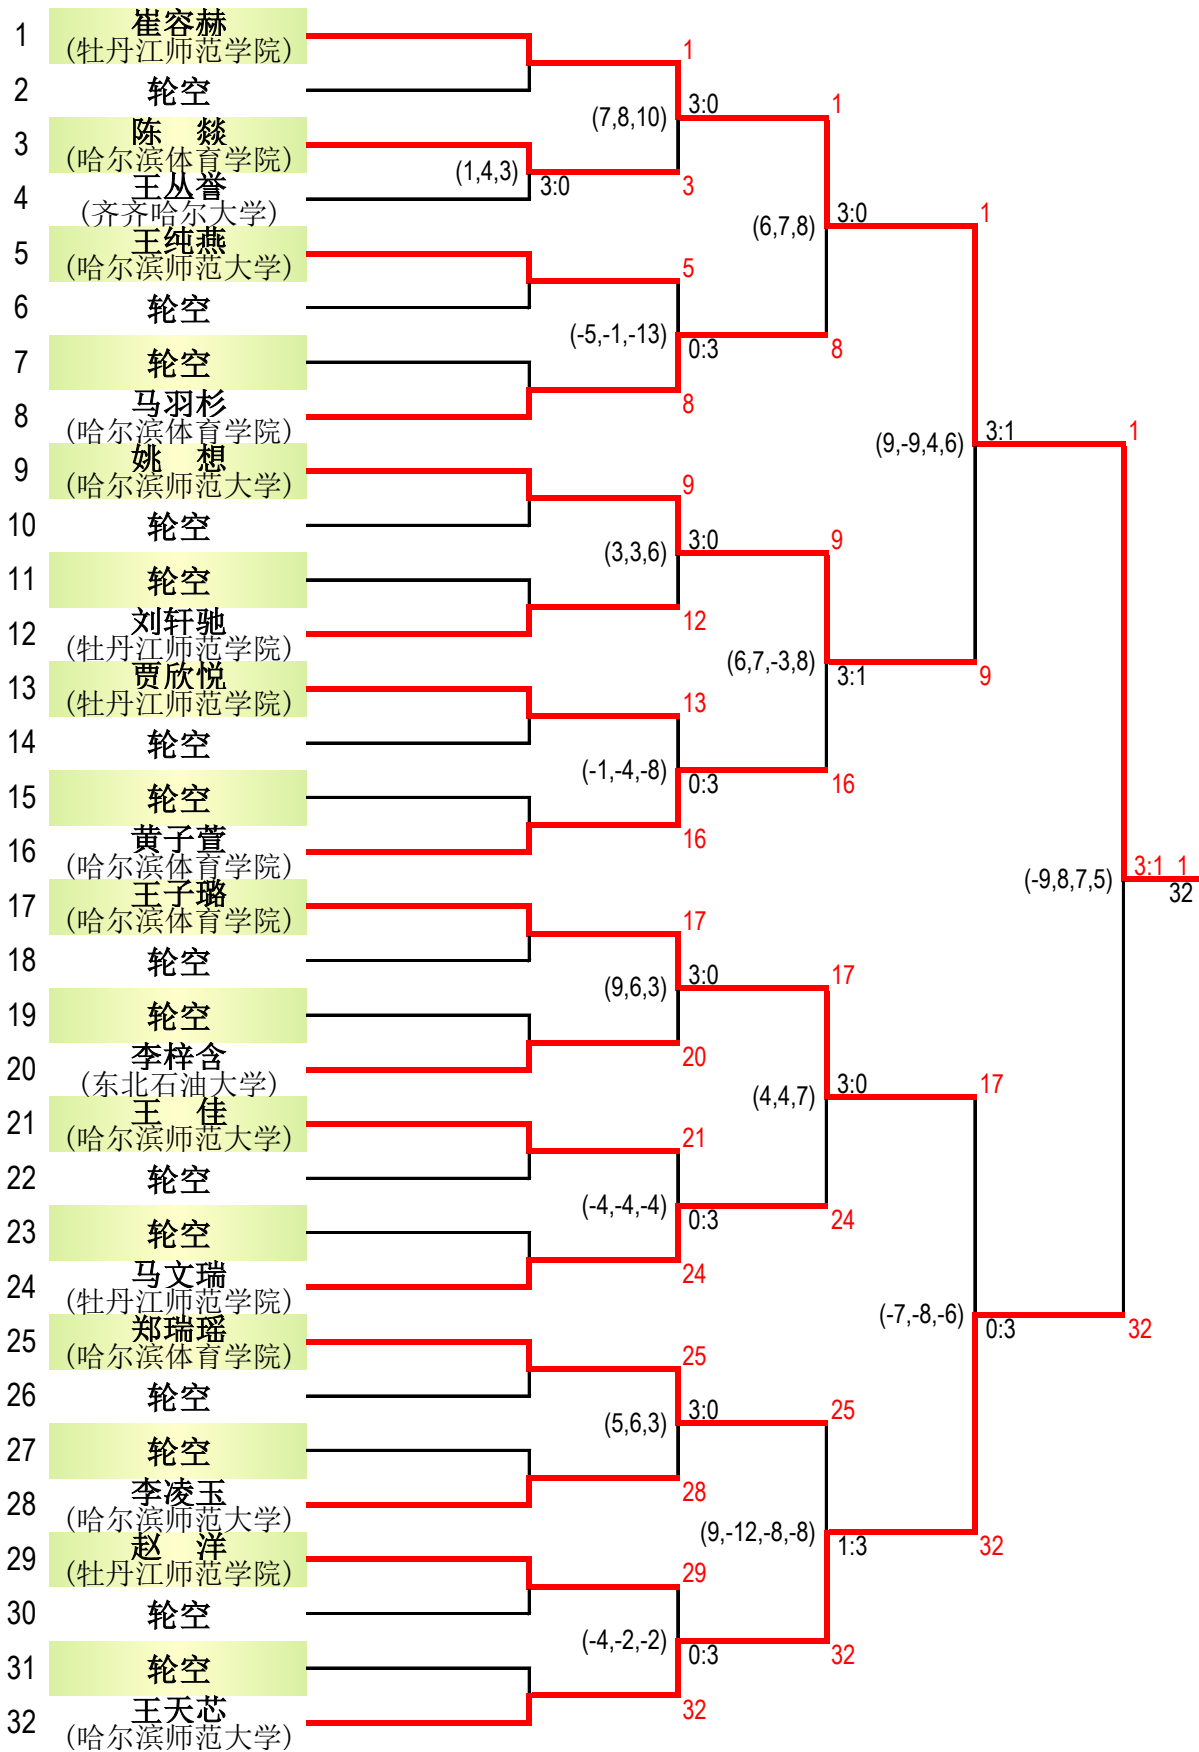 1 崔容赫
(牡丹江师范学院)
1
2 轮空
(7,8,10) 3:0 1
3 陈 燚
(哈尔滨体育学院)
(1,4,3) 3:0 3
4 王丛誉
(齐齐哈尔大学)
(6,7,8) 3:0 1
5 王纯燕
(哈尔滨师范大学)
5
6 轮空
(-5,-1,-13) 0:3 8
7 轮空
8 马羽杉
(哈尔滨体育学院)
8
(9,-9,4,6) 3:1 1
9 姚 想
(哈尔滨师范大学)
9
10 轮空
(3,3,6) 3:0 9
11 轮空
12 刘轩驰
(牡丹江师范学院)
12
(6,7,-3,8) 3:1 9
13 贾欣悦
(牡丹江师范学院)
13
14 轮空
(-1,-4,-8) 0:3 16
15 轮空
16 黄子萱
(哈尔滨体育学院)
16
(-9,8,7,5) 3:1 1
32
17 王子璐
(哈尔滨体育学院)
17
18 轮空
(9,6,3) 3:0 17
19 轮空
20 李梓含
(东北石油大学)
20
(4,4,7) 3:0 17
21 王 佳
(哈尔滨师范大学)
21
22 轮空
(-4,-4,-4) 0:3 24
23 轮空
24 马文瑞
(牡丹江师范学院)
24
(-7,-8,-6) 0:3 32
25 郑瑞瑶
(哈尔滨体育学院)
25
26 轮空
(5,6,3) 3:0 25
27 轮空
28 李凌玉
(哈尔滨师范大学)
28
(9,-12,-8,-8) 1:3 32
29 赵 洋
(牡丹江师范学院)
29
30 轮空
(-4,-2,-2) 0:3 32
31 轮空
32 王天芯
(哈尔滨师范大学)
32